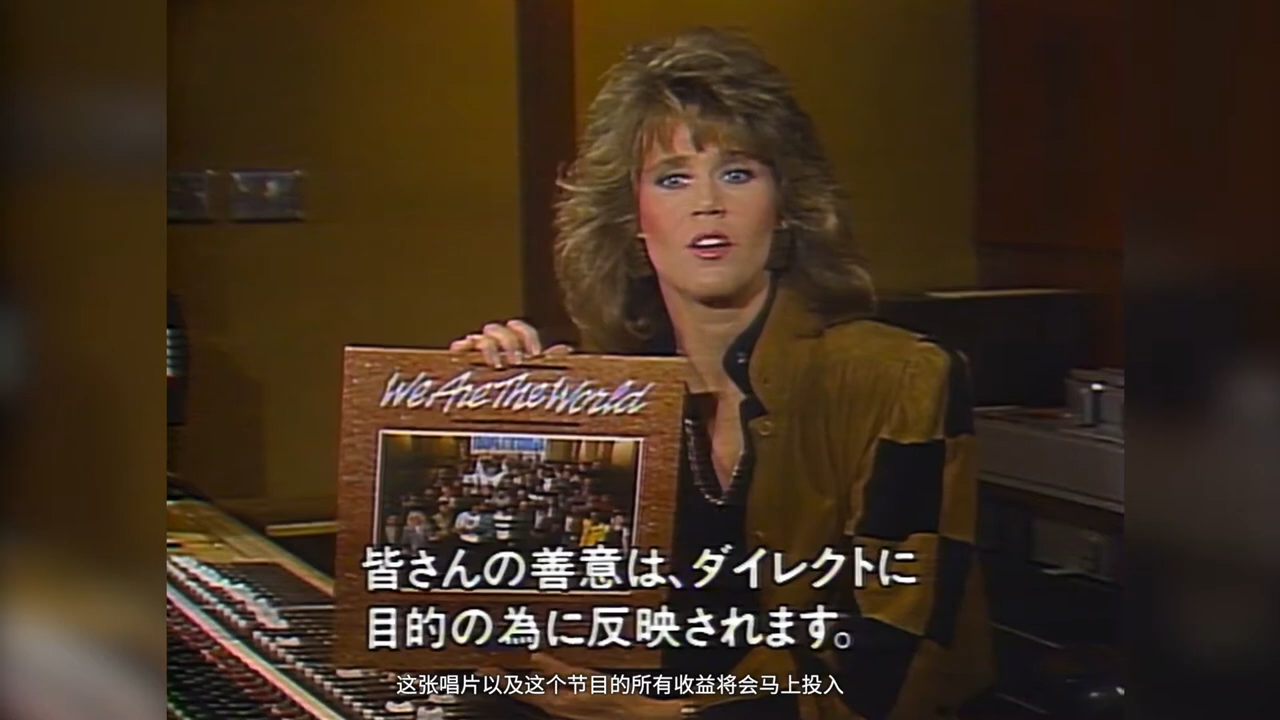 We Are The World
皆さんの善意は、ダイレクトに
目的の為に反映されます。
这张唱片以及这个节目的所有收益将会马上投入